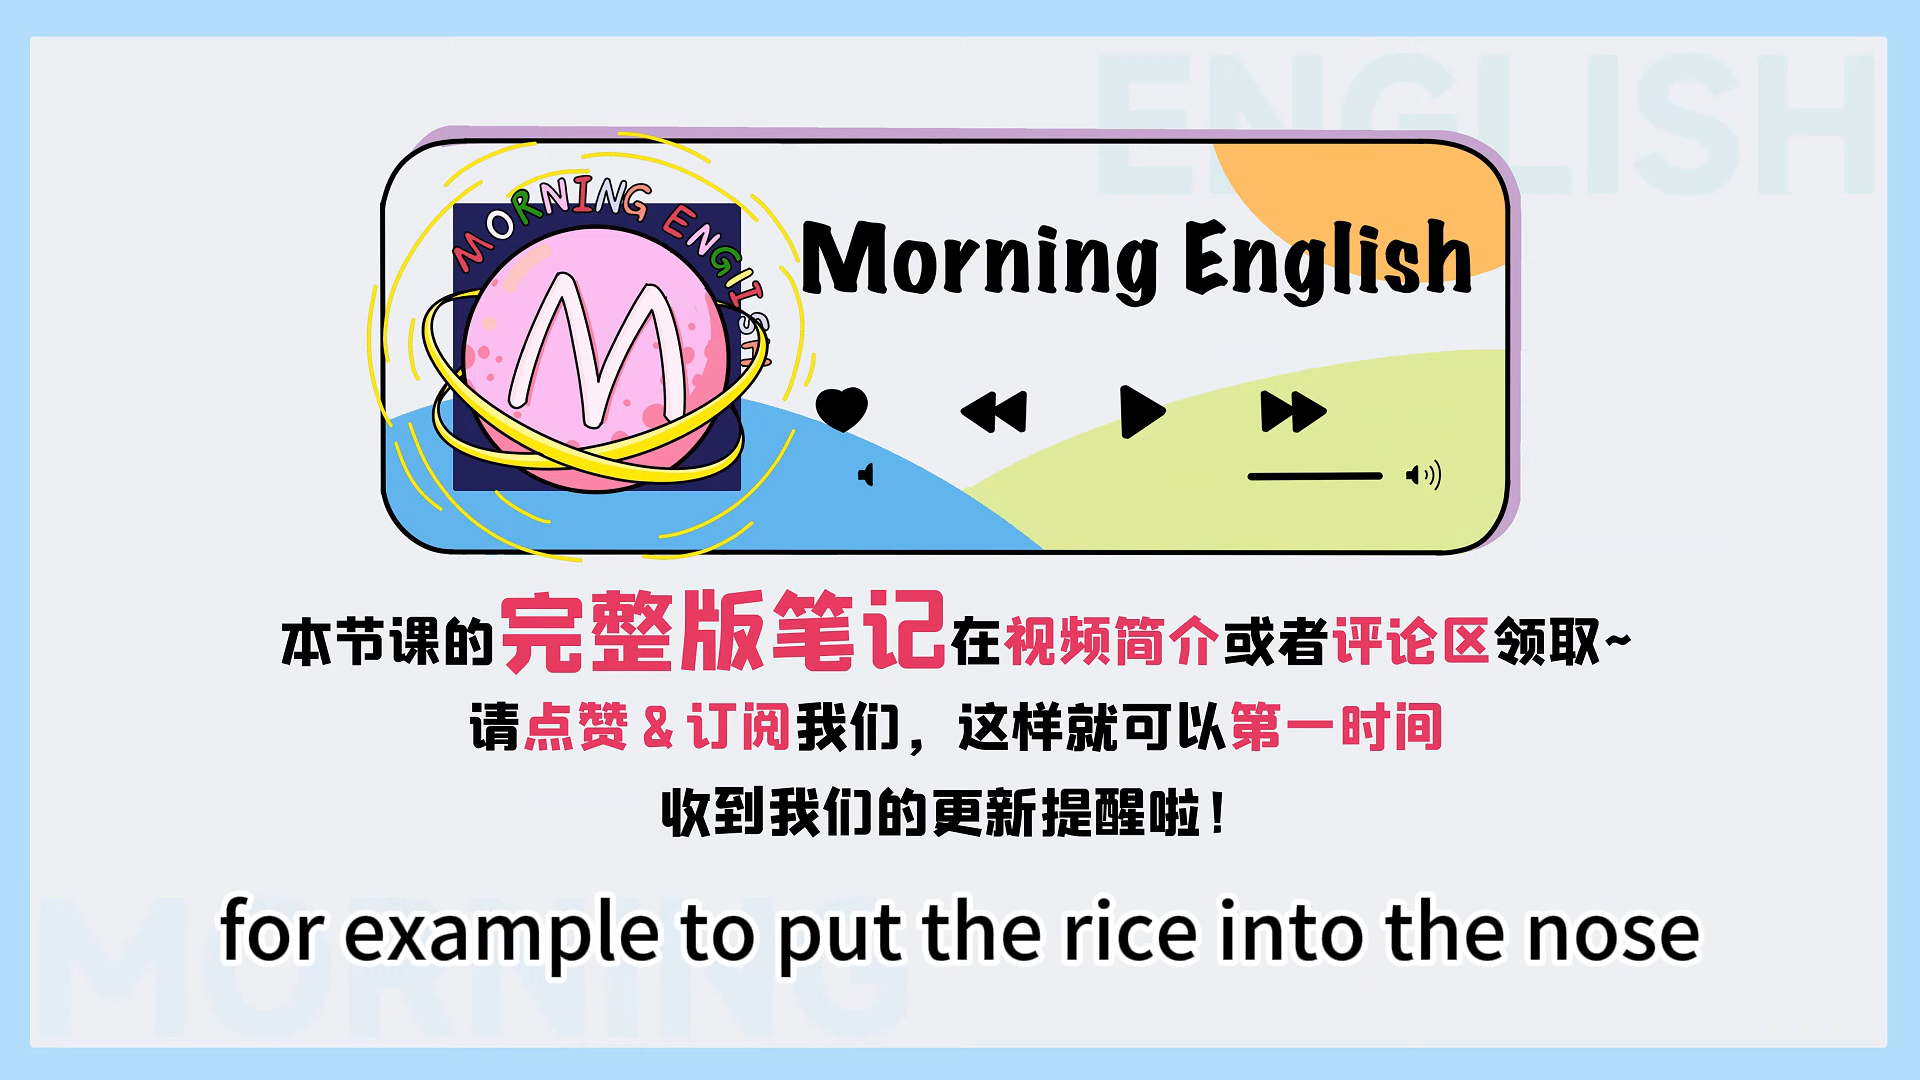 ENGLISH
MORNING ENGLISH
M
Morning English
本节课的完整版笔记在视频简介或者评论区领取~
请点赞&订阅我们，这样就可以第一时间
收到我们的更新提醒啦！
for example to put the rice into the nose
MORNING